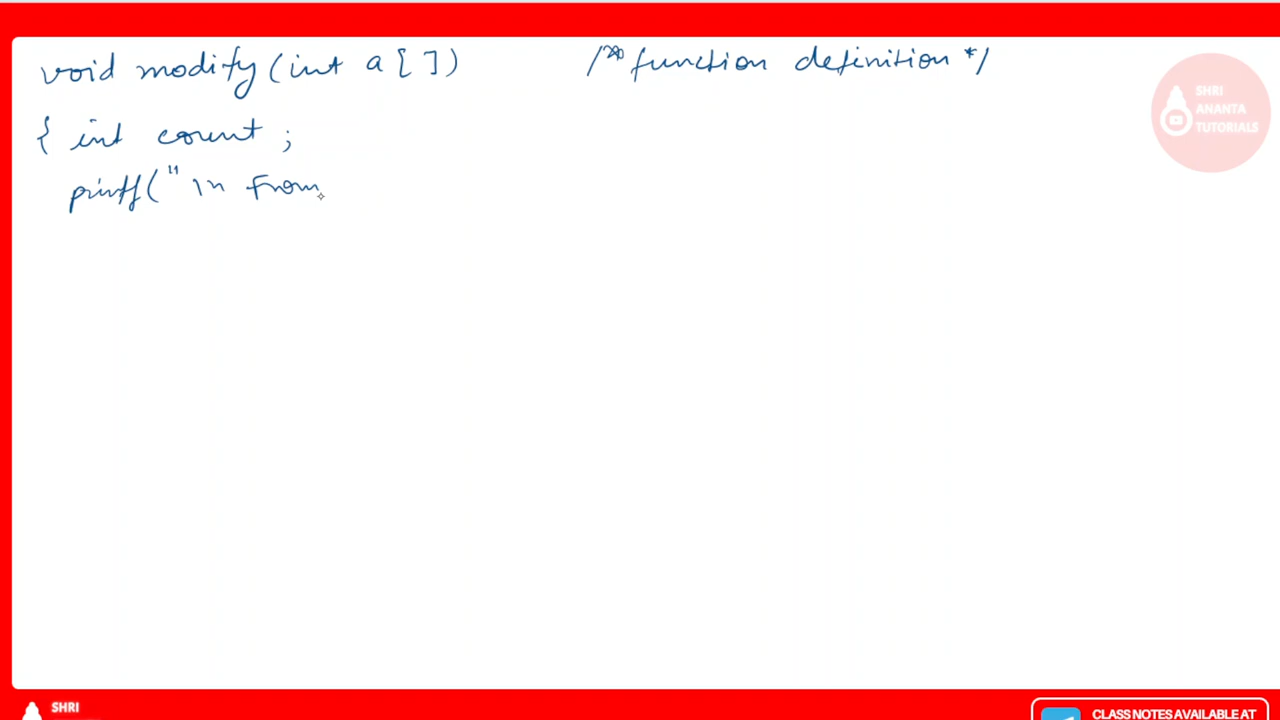 void modify (int a [ ]) /* function definition */
{ int count ;
printf(" \n From
SHRI
ANANTA
TUTORIALS
SHRI
CLASS NOTES AVAILABLE AT